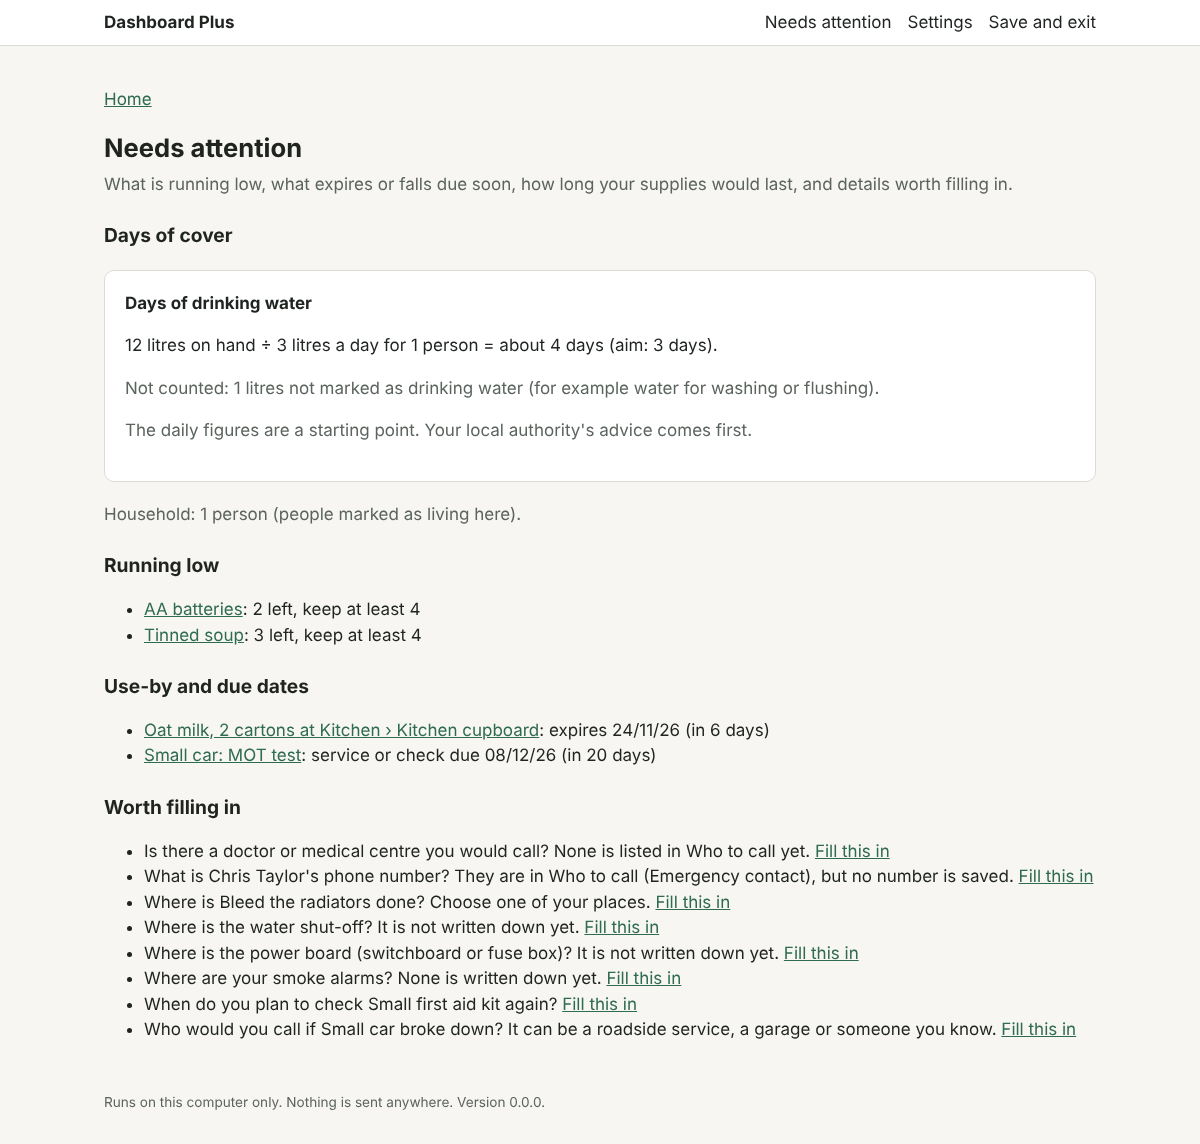 Dashboard Plus
Needs attention Settings Save and exit
Home
Needs attention
What is running low, what expires or falls due soon, how long your supplies would last, and details worth filling in.
Days of cover
Days of drinking water
12 litres on hand ÷ 3 litres a day for 1 person = about 4 days (aim: 3 days).
Not counted: 1 litres not marked as drinking water (for example water for washing or flushing).
The daily figures are a starting point. Your local authority's advice comes first.
Household: 1 person (people marked as living here).
Running low
AA batteries: 2 left, keep at least 4
Tinned soup: 3 left, keep at least 4
Use-by and due dates
Oat milk, 2 cartons at Kitchen › Kitchen cupboard: expires 24/11/26 (in 6 days)
Small car: MOT test: service or check due 08/12/26 (in 20 days)
Worth filling in
Is there a doctor or medical centre you would call? None is listed in Who to call yet. Fill this in
What is Chris Taylor's phone number? They are in Who to call (Emergency contact), but no number is saved. Fill this in
Where is Bleed the radiators done? Choose one of your places. Fill this in
Where is the water shut-off? It is not written down yet. Fill this in
Where is the power board (switchboard or fuse box)? It is not written down yet. Fill this in
Where are your smoke alarms? None is written down yet. Fill this in
When do you plan to check Small first aid kit again? Fill this in
Who would you call if Small car broke down? It can be a roadside service, a garage or someone you know. Fill this in
Runs on this computer only. Nothing is sent anywhere. Version 0.0.0.